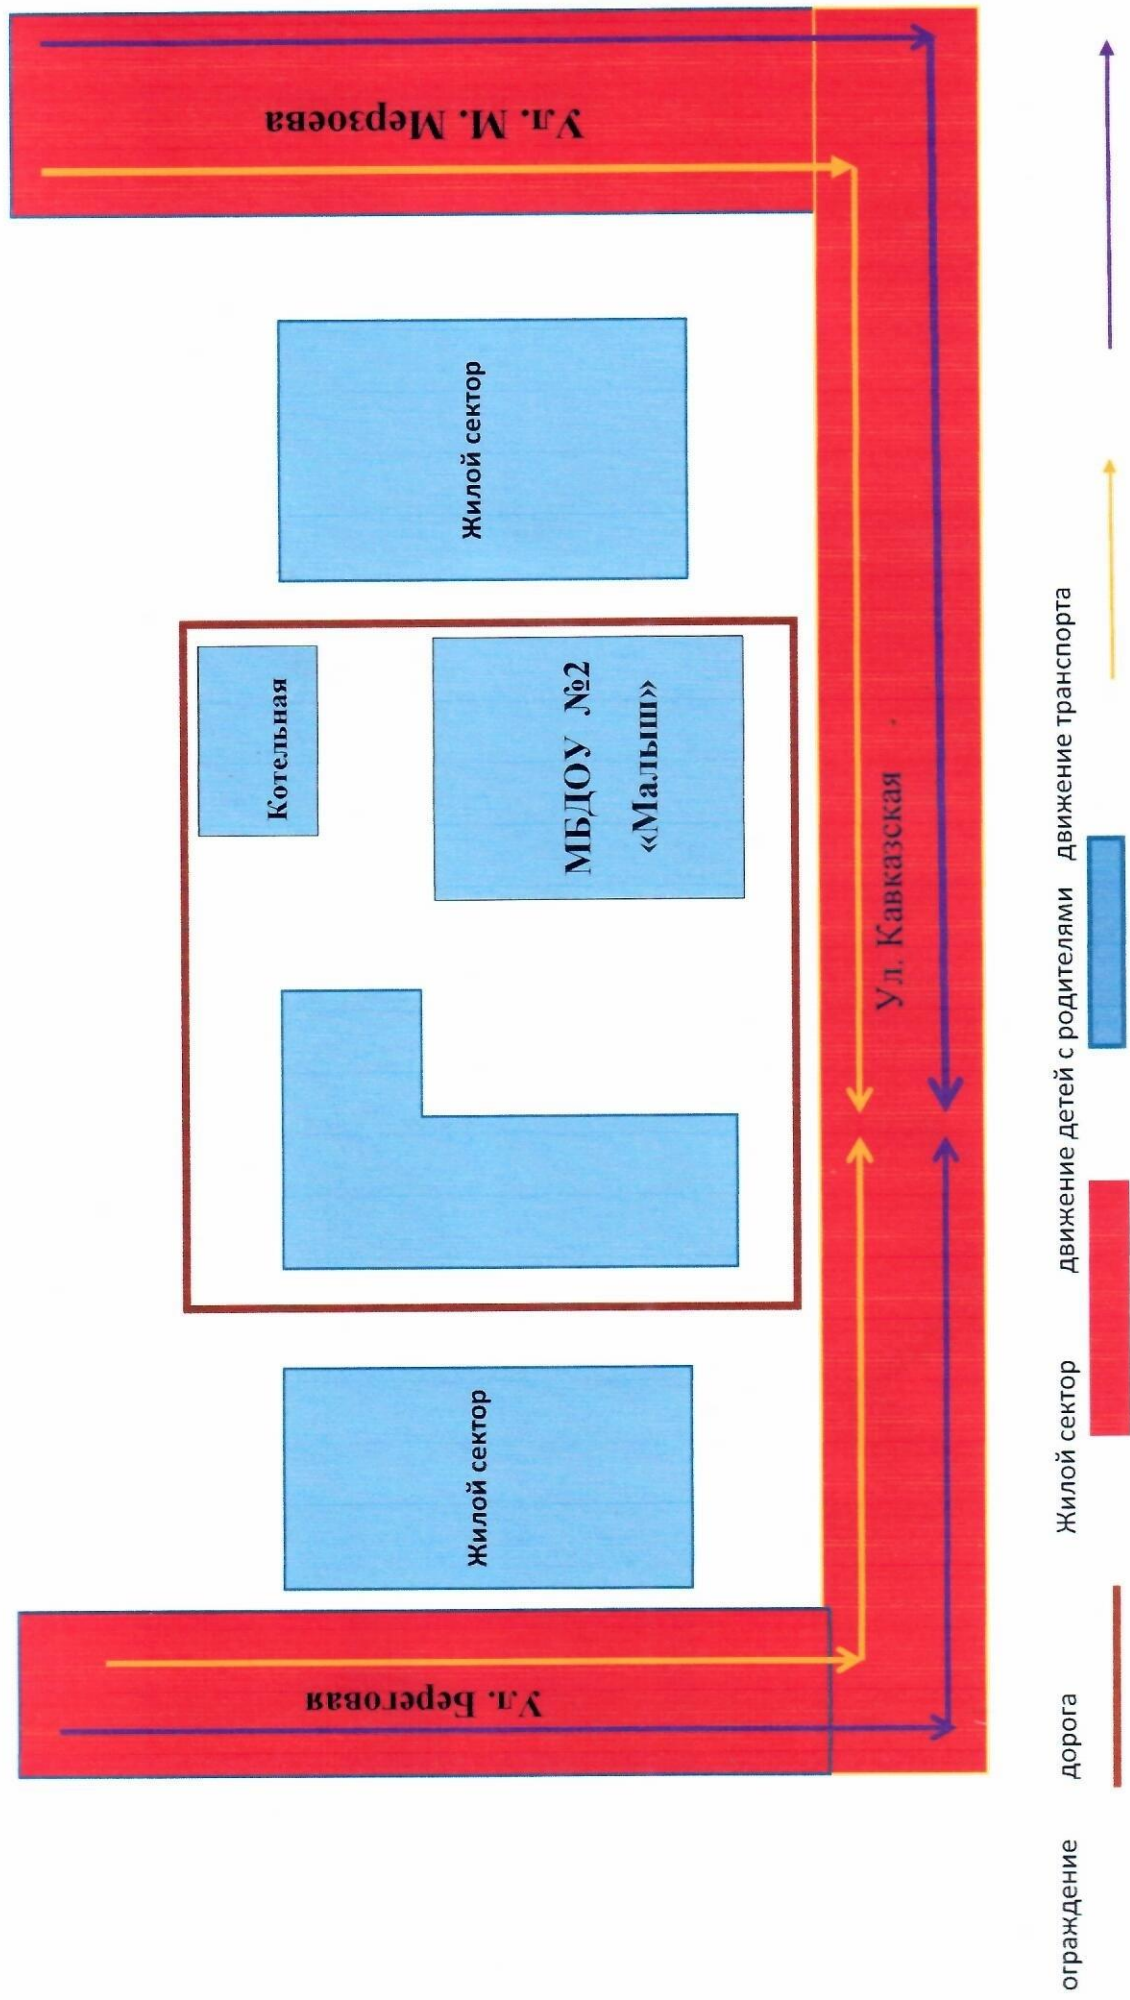 Ул. М. Мерзоева
Жилой сектор
Котельная
МБДОУ №2
«Малыш»
Ул. Кавказская
Жилой сектор
Ул. Береговая
ограждение дорога Жилой сектор движение детей с родителями движение транспорта